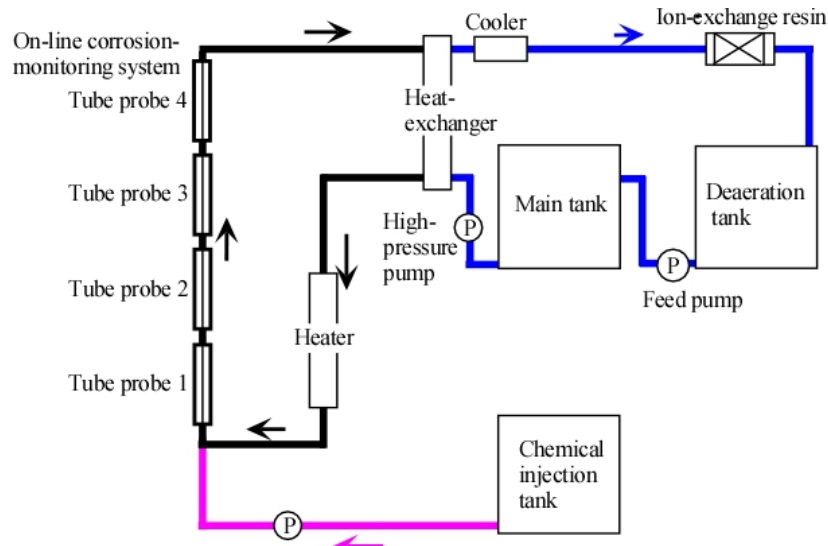 Cooler
Ion-exchange resin
On-line corrosion-
monitoring system
Tube probe 4
Heat-
exchanger
Tube probe 3
Main tank
Deaeration
tank
High-
pressure
pump
P
P
Feed pump
Tube probe 2
Heater
Tube probe 1
Chemical
injection
tank
P